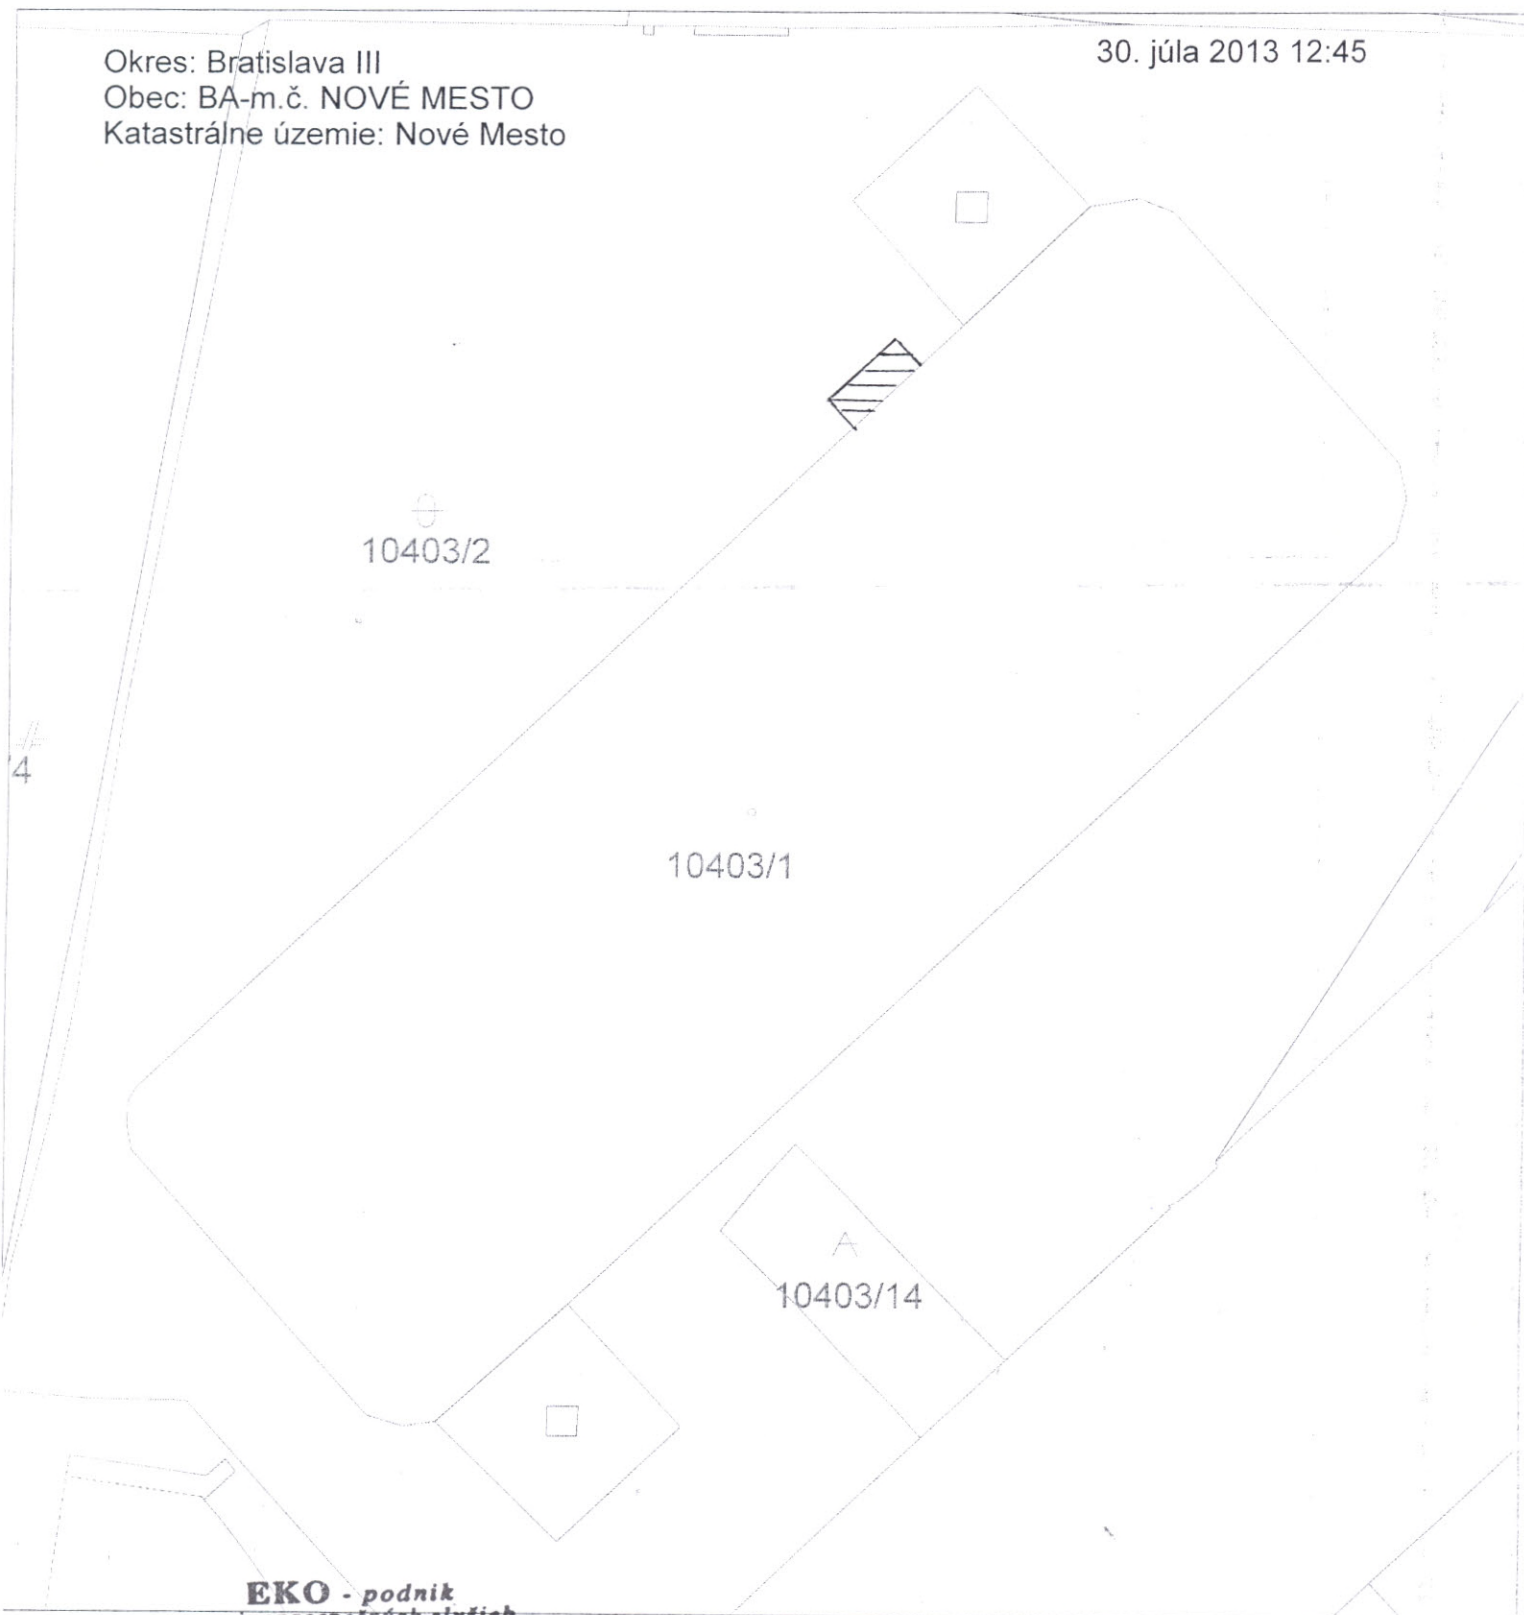 30. júla 2013 12:45
Okres: Bratislava III
Obec: BA-m.č. NOVÉ MESTO
Katastrálne územie: Nové Mesto
10403/2
4
10403/1
10403/14
EKO - podnik